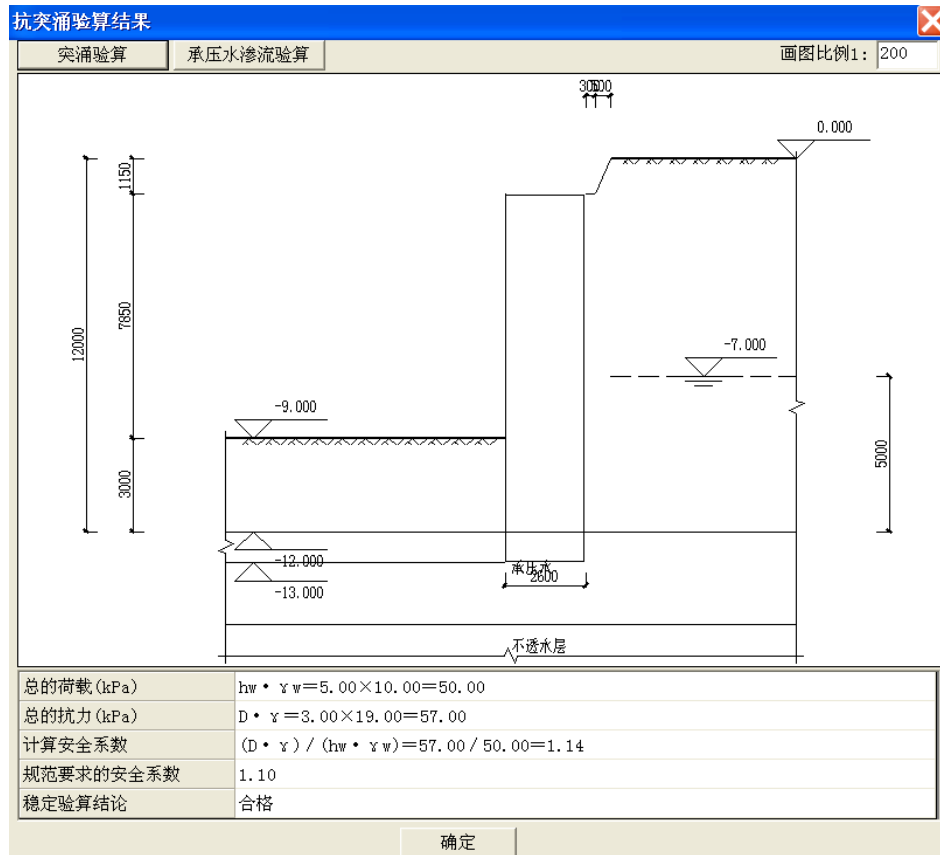 抗突涌验算结果
突涌验算 承压水渗流验算 画图比例1: 200
300 500
0.000
1150
7850
12000
-7.000
-9.000
5000
3000
-12.000
承压水
2600
-13.000
不透水层
总的荷载(kPa) hw·γw=5.00×10.00=50.00
总的抗力(kPa) D·γ=3.00×19.00=57.00
计算安全系数 (D·γ)/(hw·γw)=57.00/50.00=1.14
规范要求的安全系数 1.10
稳定验算结论 合格
确定